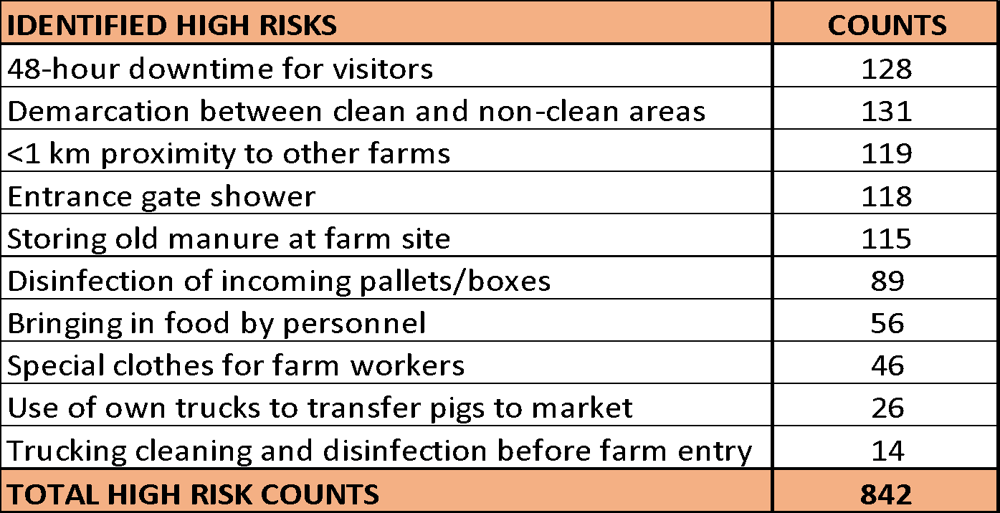 IDENTIFIED HIGH RISKS COUNTS
48-hour downtime for visitors 128
Demarcation between clean and non-clean areas 131
<1 km proximity to other farms 119
Entrance gate shower 118
Storing old manure at farm site 115
Disinfection of incoming pallets/boxes 89
Bringing in food by personnel 56
Special clothes for farm workers 46
Use of own trucks to transfer pigs to market 26
Trucking cleaning and disinfection before farm entry 14
TOTAL HIGH RISK COUNTS 842